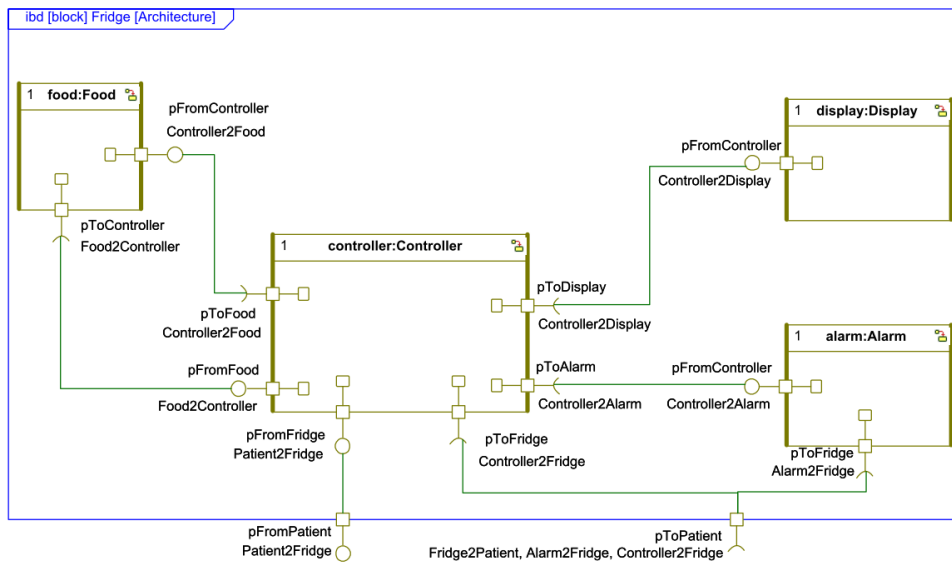 ibd [block] Fridge [Architecture]
1 food:Food
pFromController
Controller2Food
1 display:Display
pFromController
Controller2Display
pToController
Food2Controller
1 controller:Controller
pToFood
Controller2Food
pToDisplay
Controller2Display
1 alarm:Alarm
pFromFood
Food2Controller
pToAlarm
Controller2Alarm
pFromController
Controller2Alarm
pFromFridge
Patient2Fridge
pToFridge
Controller2Fridge
pToFridge
Alarm2Fridge
pFromPatient
Patient2Fridge
pToPatient
Fridge2Patient, Alarm2Fridge, Controller2Fridge